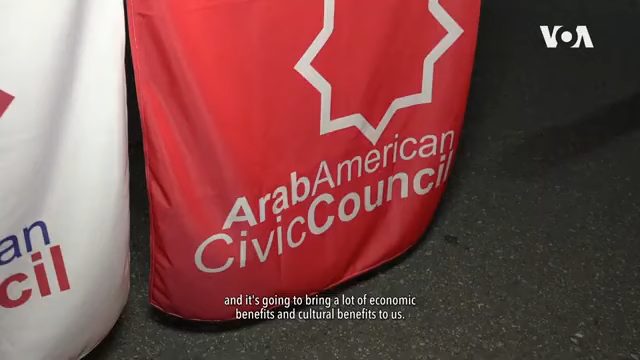 VOA
ArabAmerican
CivicCouncil
an
cil
and it's going to bring a lot of economic
benefits and cultural benefits to us.